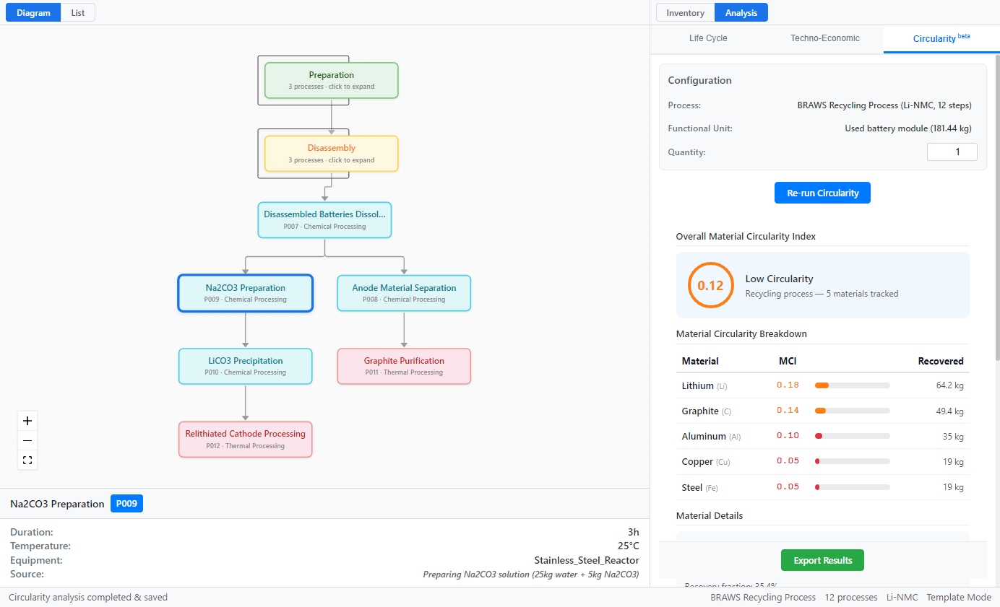 Diagram List
Inventory Analysis
Life Cycle Techno-Economic Circularity beta
Preparation
3 processes · click to expand
Disassembly
3 processes · click to expand
Disassembled Batteries Dissol...
P007 · Chemical Processing
Na2CO3 Preparation
P009 · Chemical Processing
Anode Material Separation
P008 · Chemical Processing
LiCO3 Precipitation
P010 · Chemical Processing
Graphite Purification
P011 · Thermal Processing
Relithiated Cathode Processing
P012 · Thermal Processing
Na2CO3 Preparation P009
Duration: 3h
Temperature: 25°C
Equipment: Stainless_Steel_Reactor
Source: Preparing Na2CO3 solution (25kg water + 5kg Na2CO3)
Configuration
Process: BRAWS Recycling Process (Li-NMC, 12 steps)
Functional Unit: Used battery module (181.44 kg)
Quantity: 1
Re-run Circularity
Overall Material Circularity Index
0.12
Low Circularity
Recycling process — 5 materials tracked
Material Circularity Breakdown
Material MCI Recovered
Lithium (Li) 0.18 64.2 kg
Graphite (C) 0.14 49.4 kg
Aluminum (Al) 0.10 35 kg
Copper (Cu) 0.05 19 kg
Steel (Fe) 0.05 19 kg
Material Details
Export Results
Recovery fraction: 35.4%
Circularity analysis completed & saved
BRAWS Recycling Process 12 processes Li-NMC Template Mode